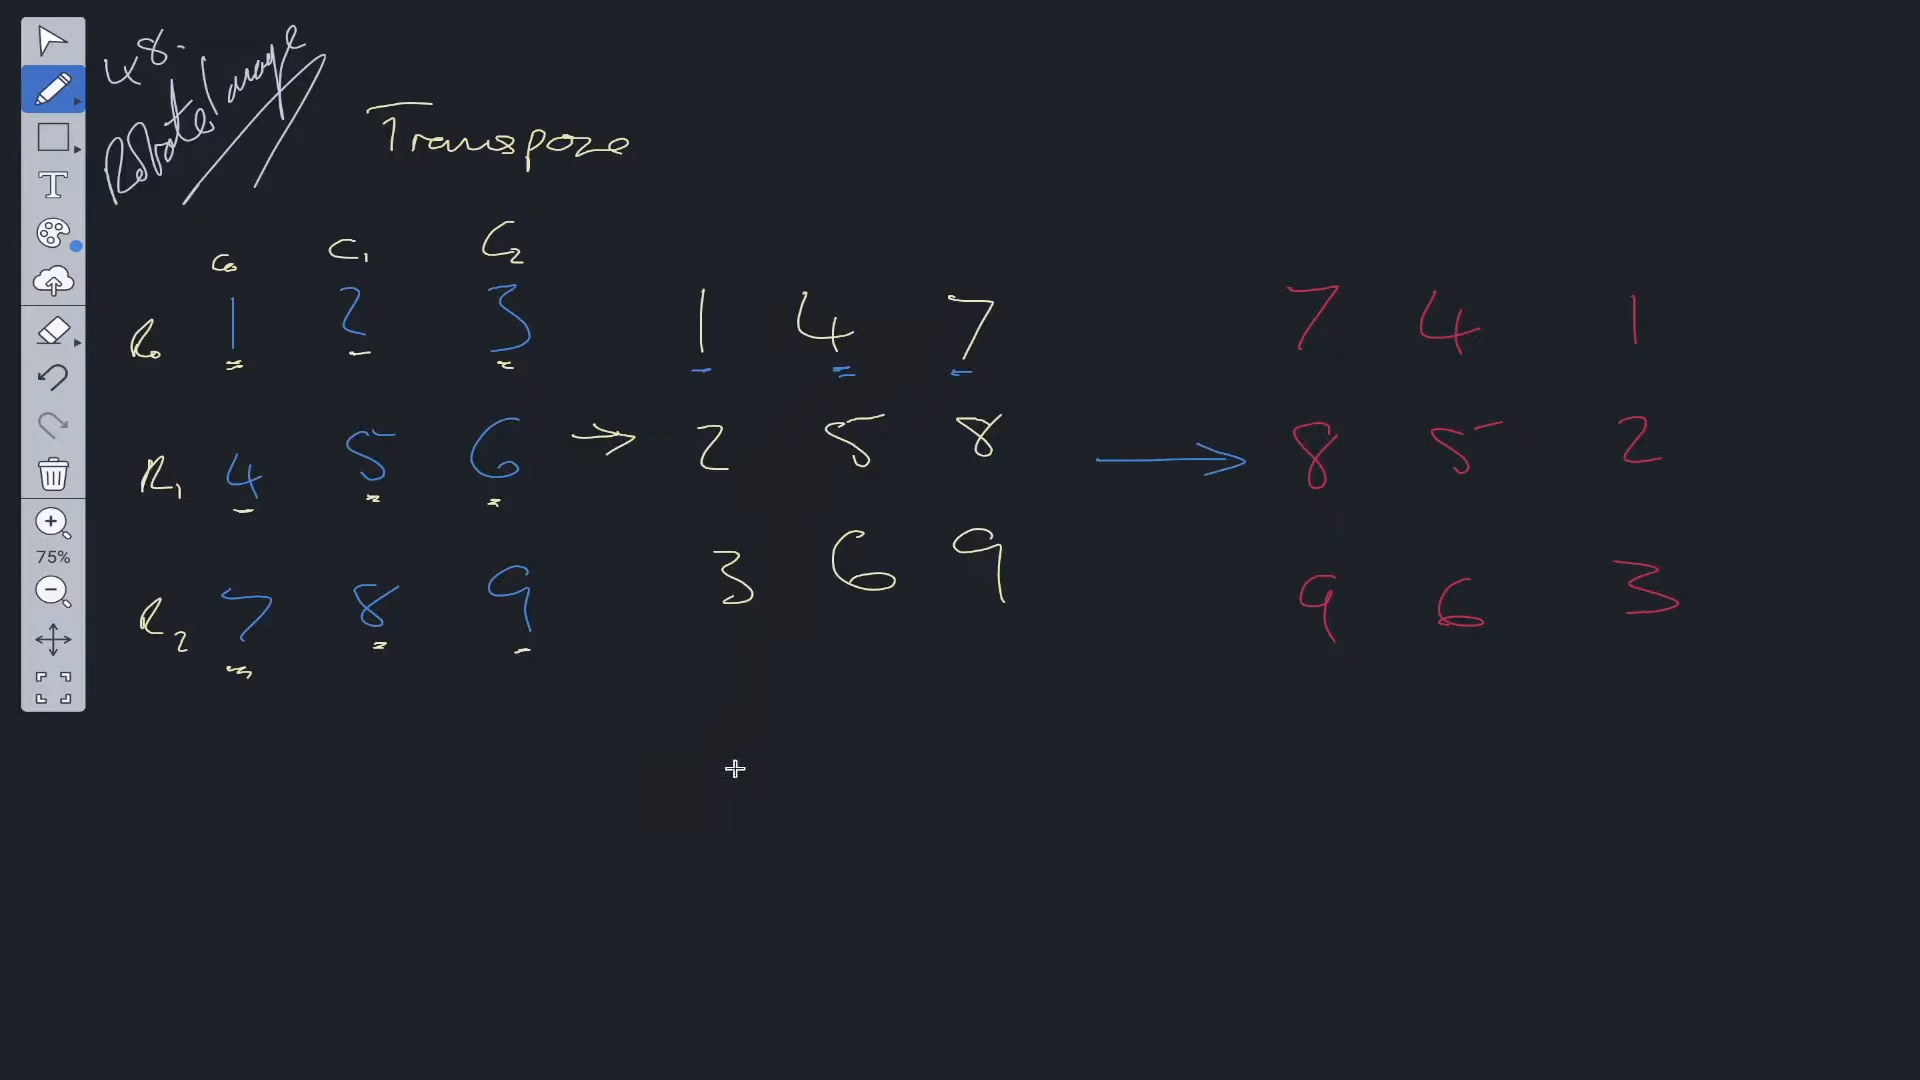 48.
Rotate Image
Transpoze
C0 C1 C2
R0 1 2 3
R1 4 5 6
R2 7 8 9
1 4 7
2 5 8
3 6 9
7 4 1
8 5 2
9 6 3
T
75%